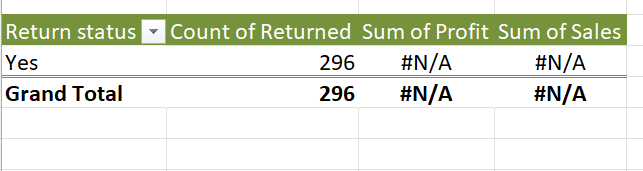 Return status Count of Returned Sum of Profit Sum of Sales
Yes 296 #N/A #N/A
Grand Total 296 #N/A #N/A